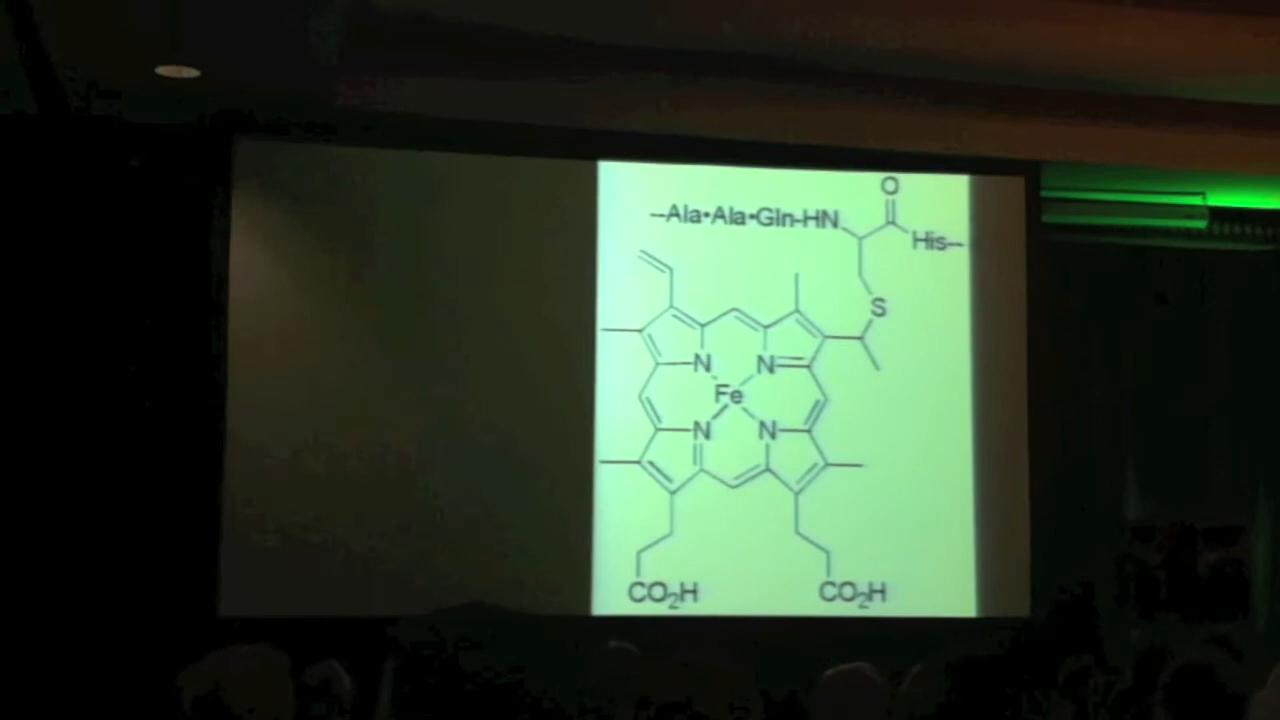 O
–Ala•Ala•Gln-HN
His–
S
N N
Fe
N N
CO₂H CO₂H